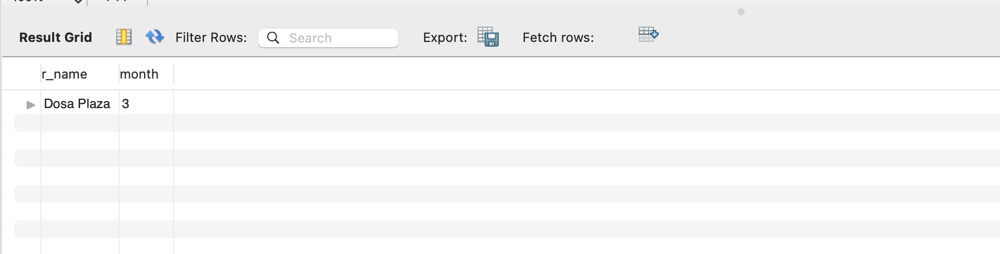 Result Grid Filter Rows: Search Export: Fetch rows:
r_name month
Dosa Plaza 3